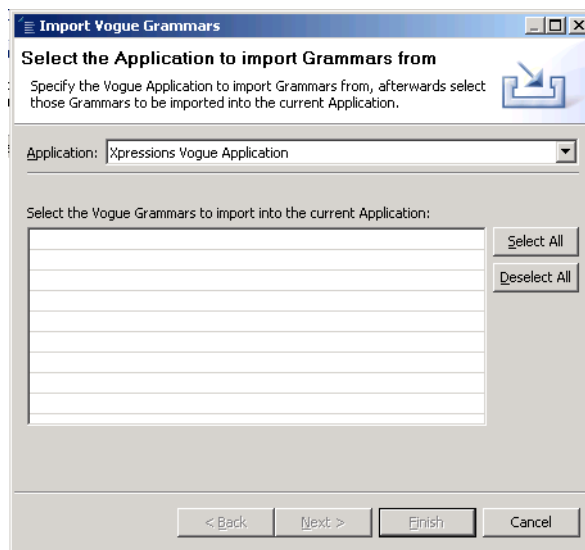 Import Vogue Grammars
Select the Application to import Grammars from
Specify the Vogue Application to import Grammars from, afterwards select
those Grammars to be imported into the current Application.
Application: Xpressions Vogue Application
Select the Vogue Grammars to import into the current Application:
Select All
Deselect All
< Back Next > Finish Cancel